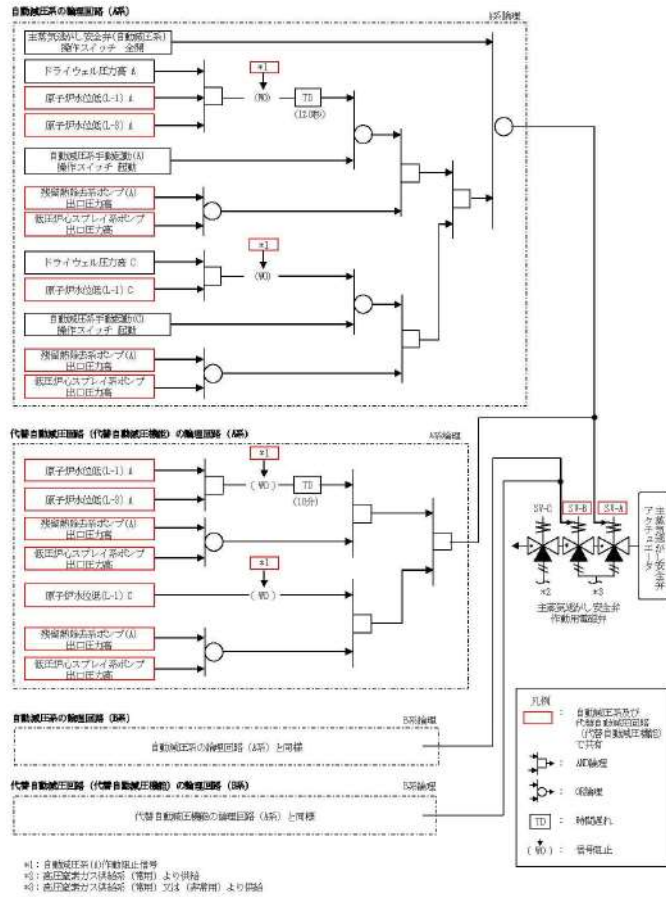 自動減圧系の論理回路(A系)
A系論理
主蒸気逃がし安全弁(自動減圧系)
操作スイッチ 全開
ドライウェル圧力高 A
原子炉水位低(L-1) A
原子炉水位低(L-3) A
*1
(WO)
TD
(120秒)
自動減圧系手動起動(A)
操作スイッチ 起動
残留熱除去系ポンプ(A)
出口圧力高
低圧炉心スプレイ系ポンプ
出口圧力高
ドライウェル圧力高 C
原子炉水位低(L-1) C
*1
(WO)
自動減圧系手動起動(C)
操作スイッチ 起動
残留熱除去系ポンプ(A)
出口圧力高
低圧炉心スプレイ系ポンプ
出口圧力高
代替自動減圧回路(代替自動減圧機能)の論理回路(A系)
A系論理
原子炉水位低(L-1) A
原子炉水位低(L-3) A
*1
(WO)
TD
(10分)
残留熱除去系ポンプ(A)
出口圧力高
低圧炉心スプレイ系ポンプ
出口圧力高
原子炉水位低(L-1) C
*1
(WO)
残留熱除去系ポンプ(A)
出口圧力高
低圧炉心スプレイ系ポンプ
出口圧力高
SV-C
SV-B
SV-A
主蒸気逃がし安全弁
アクチュエータ
*2
*3
主蒸気逃がし安全弁
作動用電磁弁
自動減圧系の論理回路(B系)
B系論理
自動減圧系の論理回路(A系)と同様
代替自動減圧回路(代替自動減圧機能)の論理回路(B系)
B系論理
代替自動減圧機能の論理回路(A系)と同様
凡例
: 自動減圧系及び
代替自動減圧回路
(代替自動減圧機能)
で共有
: AND論理
: OR論理
TD : 時間遅れ
(WO) : 信号阻止
*1:自動減圧系(A)作動阻止信号
*2:高圧窒素ガス供給系(常用)より供給
*3:高圧窒素ガス供給系(常用)又は(非常用)より供給